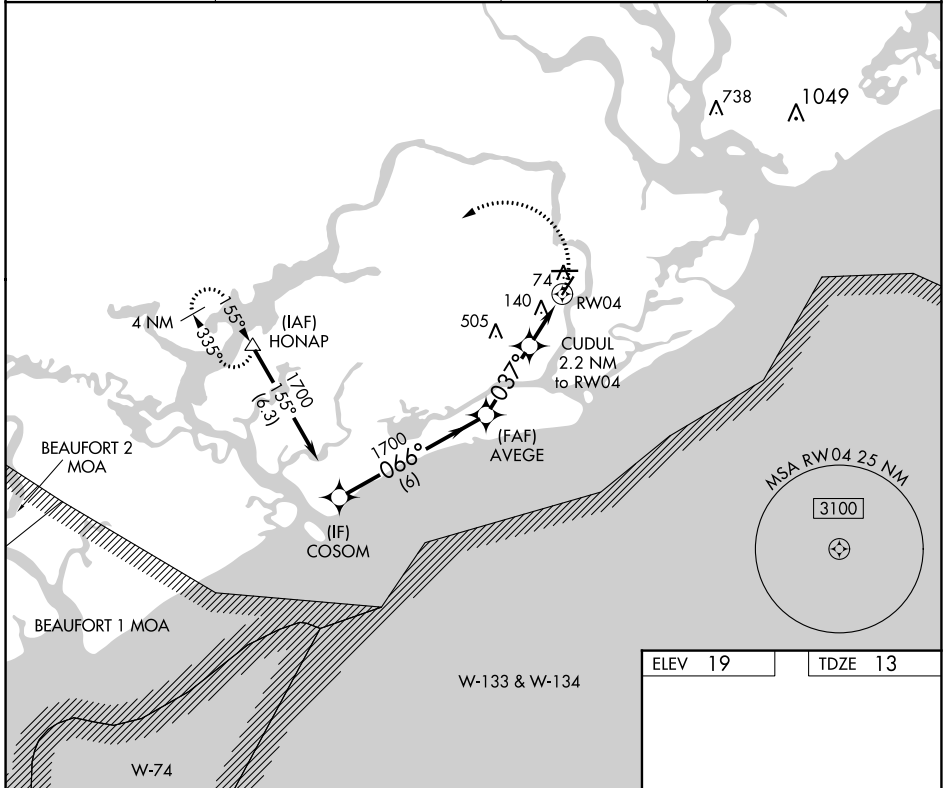 738
1049
74
RW04
140
505
4 NM
155°
335°
(IAF)
HONAP
CUDUL
2.2 NM
to RW04
037°
1700
155°
(6.3)
(FAF)
AVEGE
1700
066°
(6)
BEAUFORT 2
MOA
(IF)
COSOM
MSA RW04 25 NM
3100
BEAUFORT 1 MOA
W-133 & W-134
W-74
ELEV 19
TDZE 13